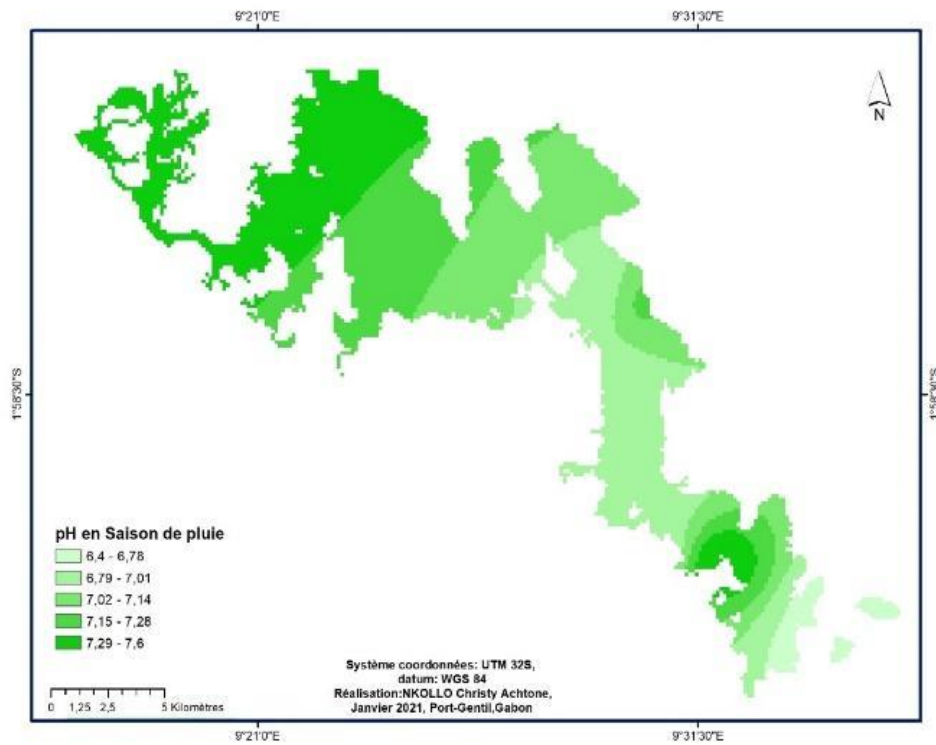 9°21'0"E
9°31'30"E
N
1°58'30"S
1°58'30"S
pH en Saison de pluie
6,4 - 6,78
6,79 - 7,01
7,02 - 7,14
7,15 - 7,28
7,29 - 7,6
Système coordonnées: UTM 32S,
datum: WGS 84
Réalisation:NKOLLO Christy Achtone,
Janvier 2021, Port-Gentil,Gabon
0 1,25 2,5 5 Kilomètres
9°21'0"E
9°31'30"E